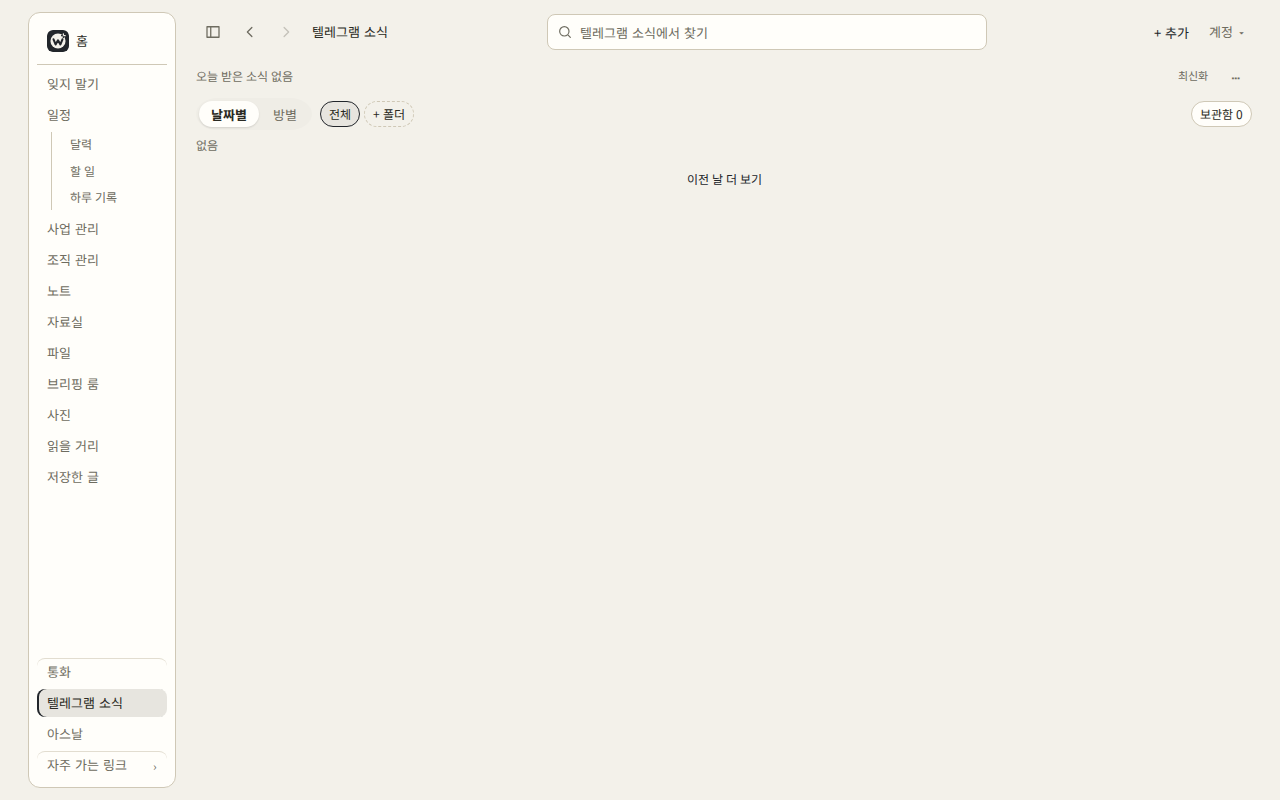 홈
잊지 말기
일정
달력
할 일
하루 기록
사업 관리
조직 관리
노트
자료실
파일
브리핑 룸
사진
읽을 거리
저장한 글
통화
텔레그램 소식
아스날
자주 가는 링크 ›
텔레그램 소식
텔레그램 소식에서 찾기
+ 추가
계정
오늘 받은 소식 없음
최신화
...
날짜별 방별 전체 + 폴더
보관함 0
없음
이전 날 더 보기